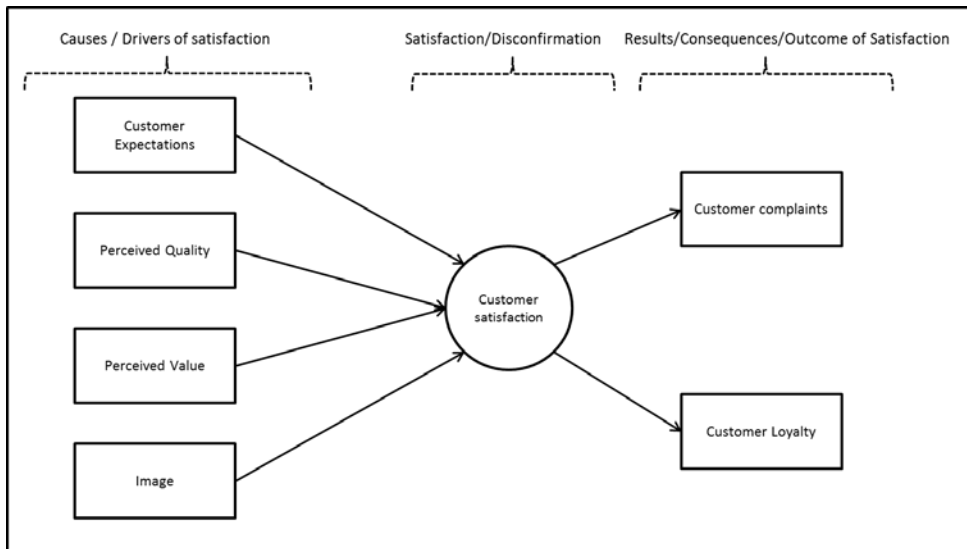 Causes / Drivers of satisfaction
Satisfaction/Disconfirmation
Results/Consequences/Outcome of Satisfaction
Customer
Expectations
Perceived Quality
Perceived Value
Image
Customer
satisfaction
Customer complaints
Customer Loyalty